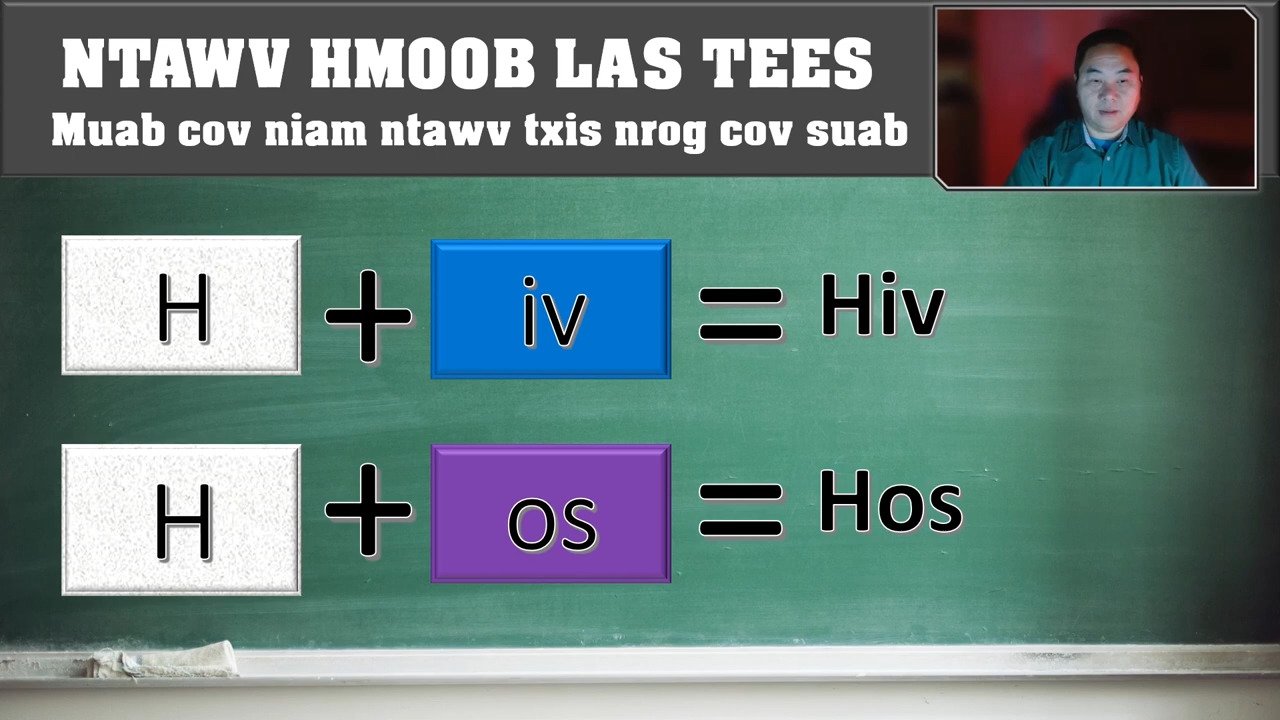 NTAWV HMOOB LAS TEES
Muab cov niam ntawv txis nrog cov suab
H + iv = Hiv
H + os = Hos